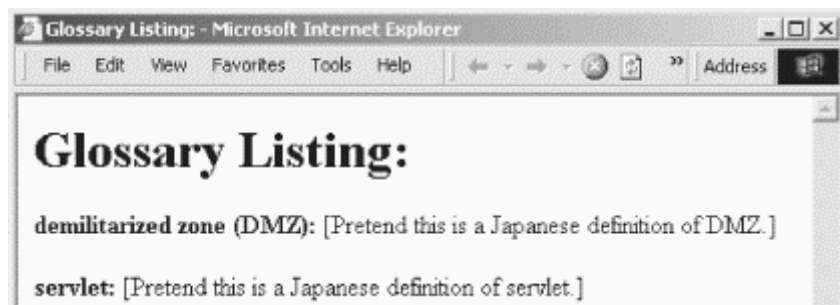 Glossary Listing: - Microsoft Internet Explorer
File Edit View Favorites Tools Help » Address
Glossary Listing:
demilitarized zone (DMZ): [Pretend this is a Japanese definition of DMZ.]
servlet: [Pretend this is a Japanese definition of servlet.]